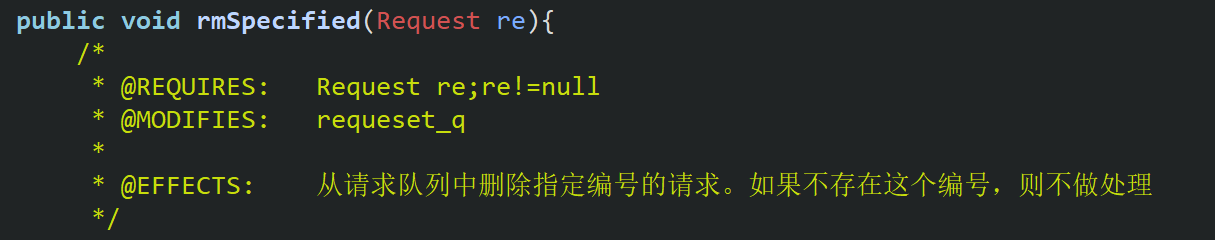 public void rmSpecified(Request re){
/*
* @REQUIRES: Request re;re!=null
* @MODIFIES: requeset_q
*
* @EFFECTS: 从请求队列中删除指定编号的请求。如果不存在这个编号，则不做处理
*/